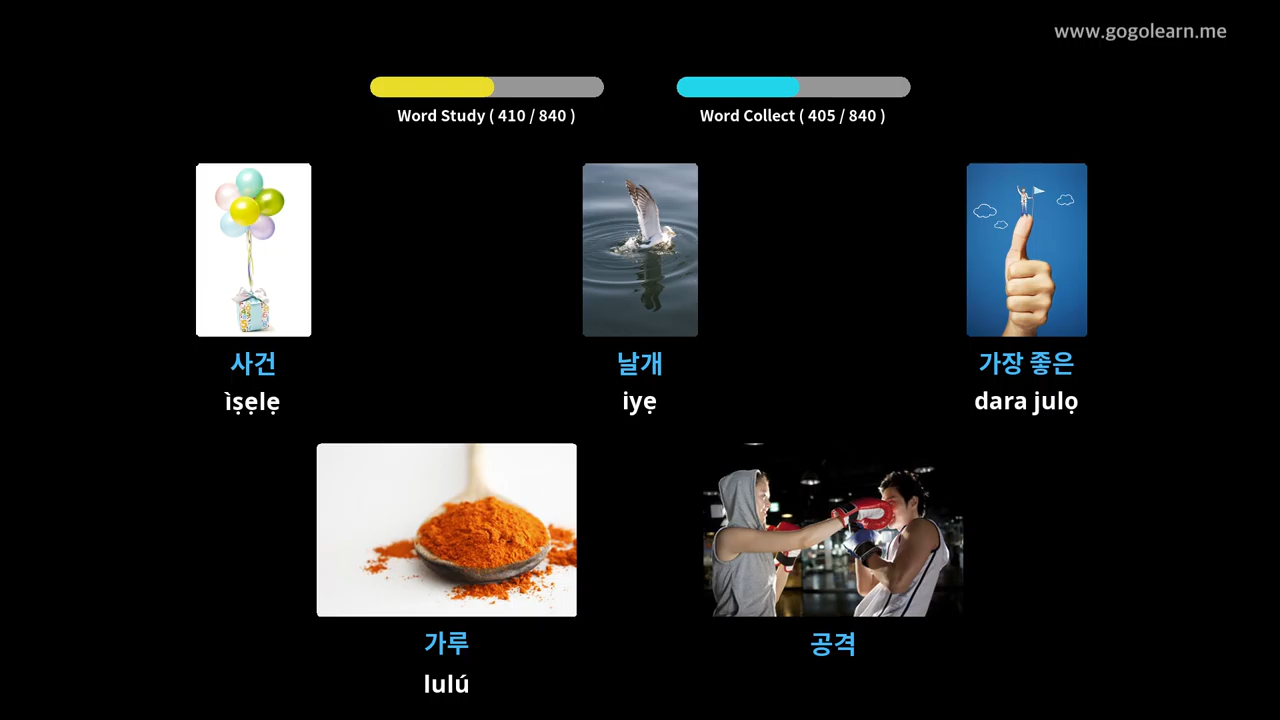 www.gogolearn.me
Word Study ( 410 / 840 )
Word Collect ( 405 / 840 )
사건
ìṣẹlẹ
날개
iyẹ
가장 좋은
dara julọ
가루
lulú
공격